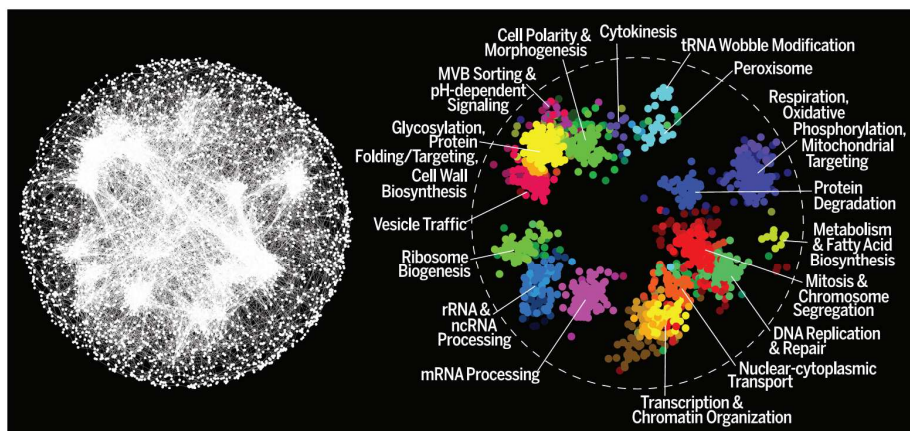 Cell Polarity &
Morphogenesis
Cytokinesis
tRNA Wobble Modification
Peroxisome
MVB Sorting &
pH-dependent
Signaling
Respiration,
Oxidative
Phosphorylation,
Mitochondrial
Targeting
Glycosylation,
Protein
Folding/Targeting,
Cell Wall
Biosynthesis
Protein
Degradation
Vesicle Traffic
Metabolism
& Fatty Acid
Biosynthesis
Ribosome
Biogenesis
Mitosis &
Chromosome
Segregation
rRNA &
ncRNA
Processing
DNA Replication
& Repair
mRNA Processing
Nuclear-cytoplasmic
Transport
Transcription &
Chromatin Organization